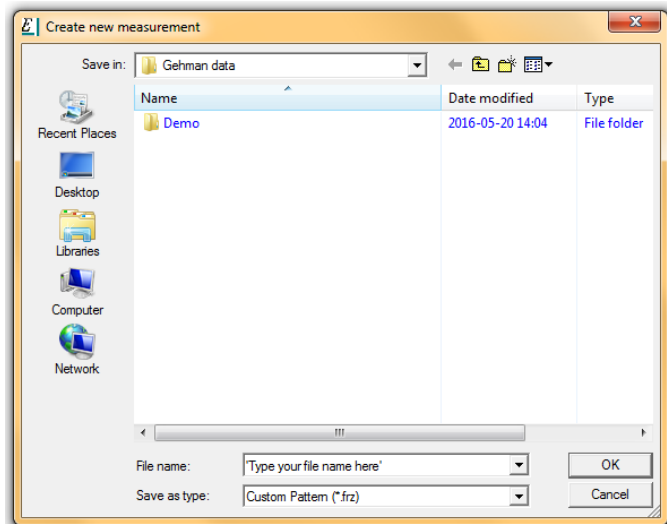 E Create new measurement
Save in: Gehman data
Name Date modified Type
Demo 2016-05-20 14:04 File folder
Recent Places
Desktop
Libraries
Computer
Network
File name: 'Type your file name here' OK
Save as type: Custom Pattern (*.frz) Cancel